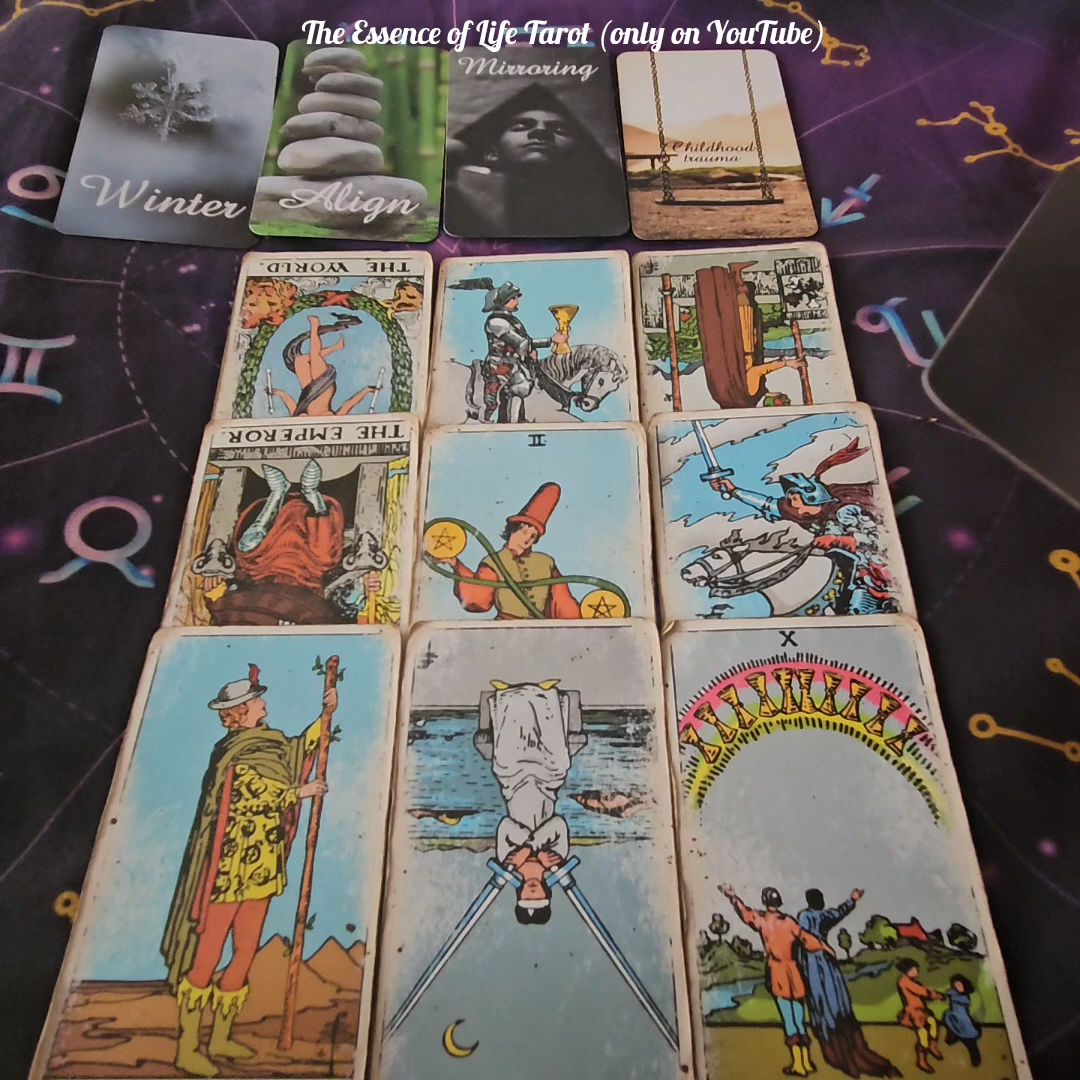 The Essence of Life Tarot (only on YouTube)
Winter
Align
Mirroring
Childhood
trauma
THE WORLD.
THE EMPEROR
II
X